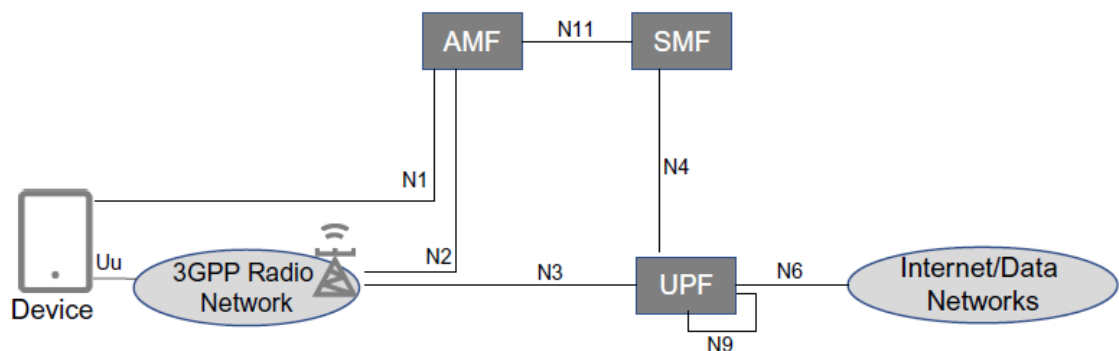 AMF
N11
SMF
N1
N4
N2
Uu
3GPP Radio
Network
Device
N3
UPF
N6
Internet/Data
Networks
N9